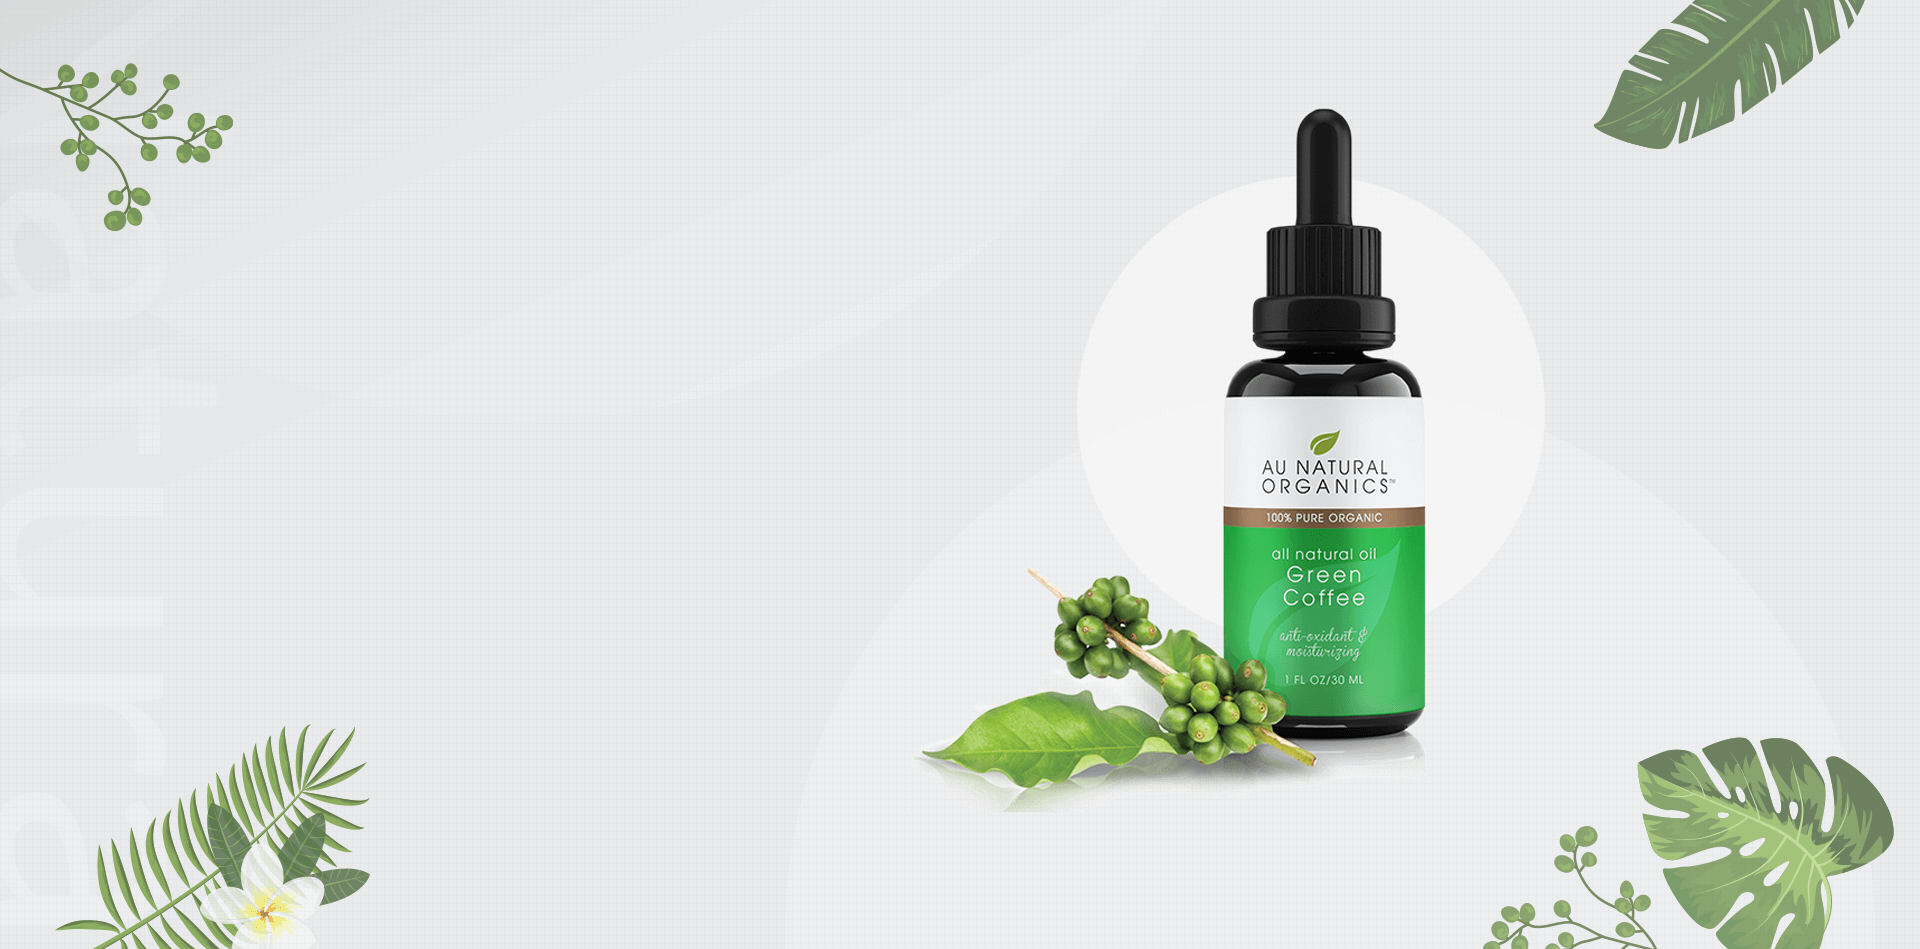 AU NATURAL
ORGANICS™
100% PURE ORGANIC
all natural oil
Green
Coffee
anti-oxidant &
moisturizing
1 FL OZ/30 ML